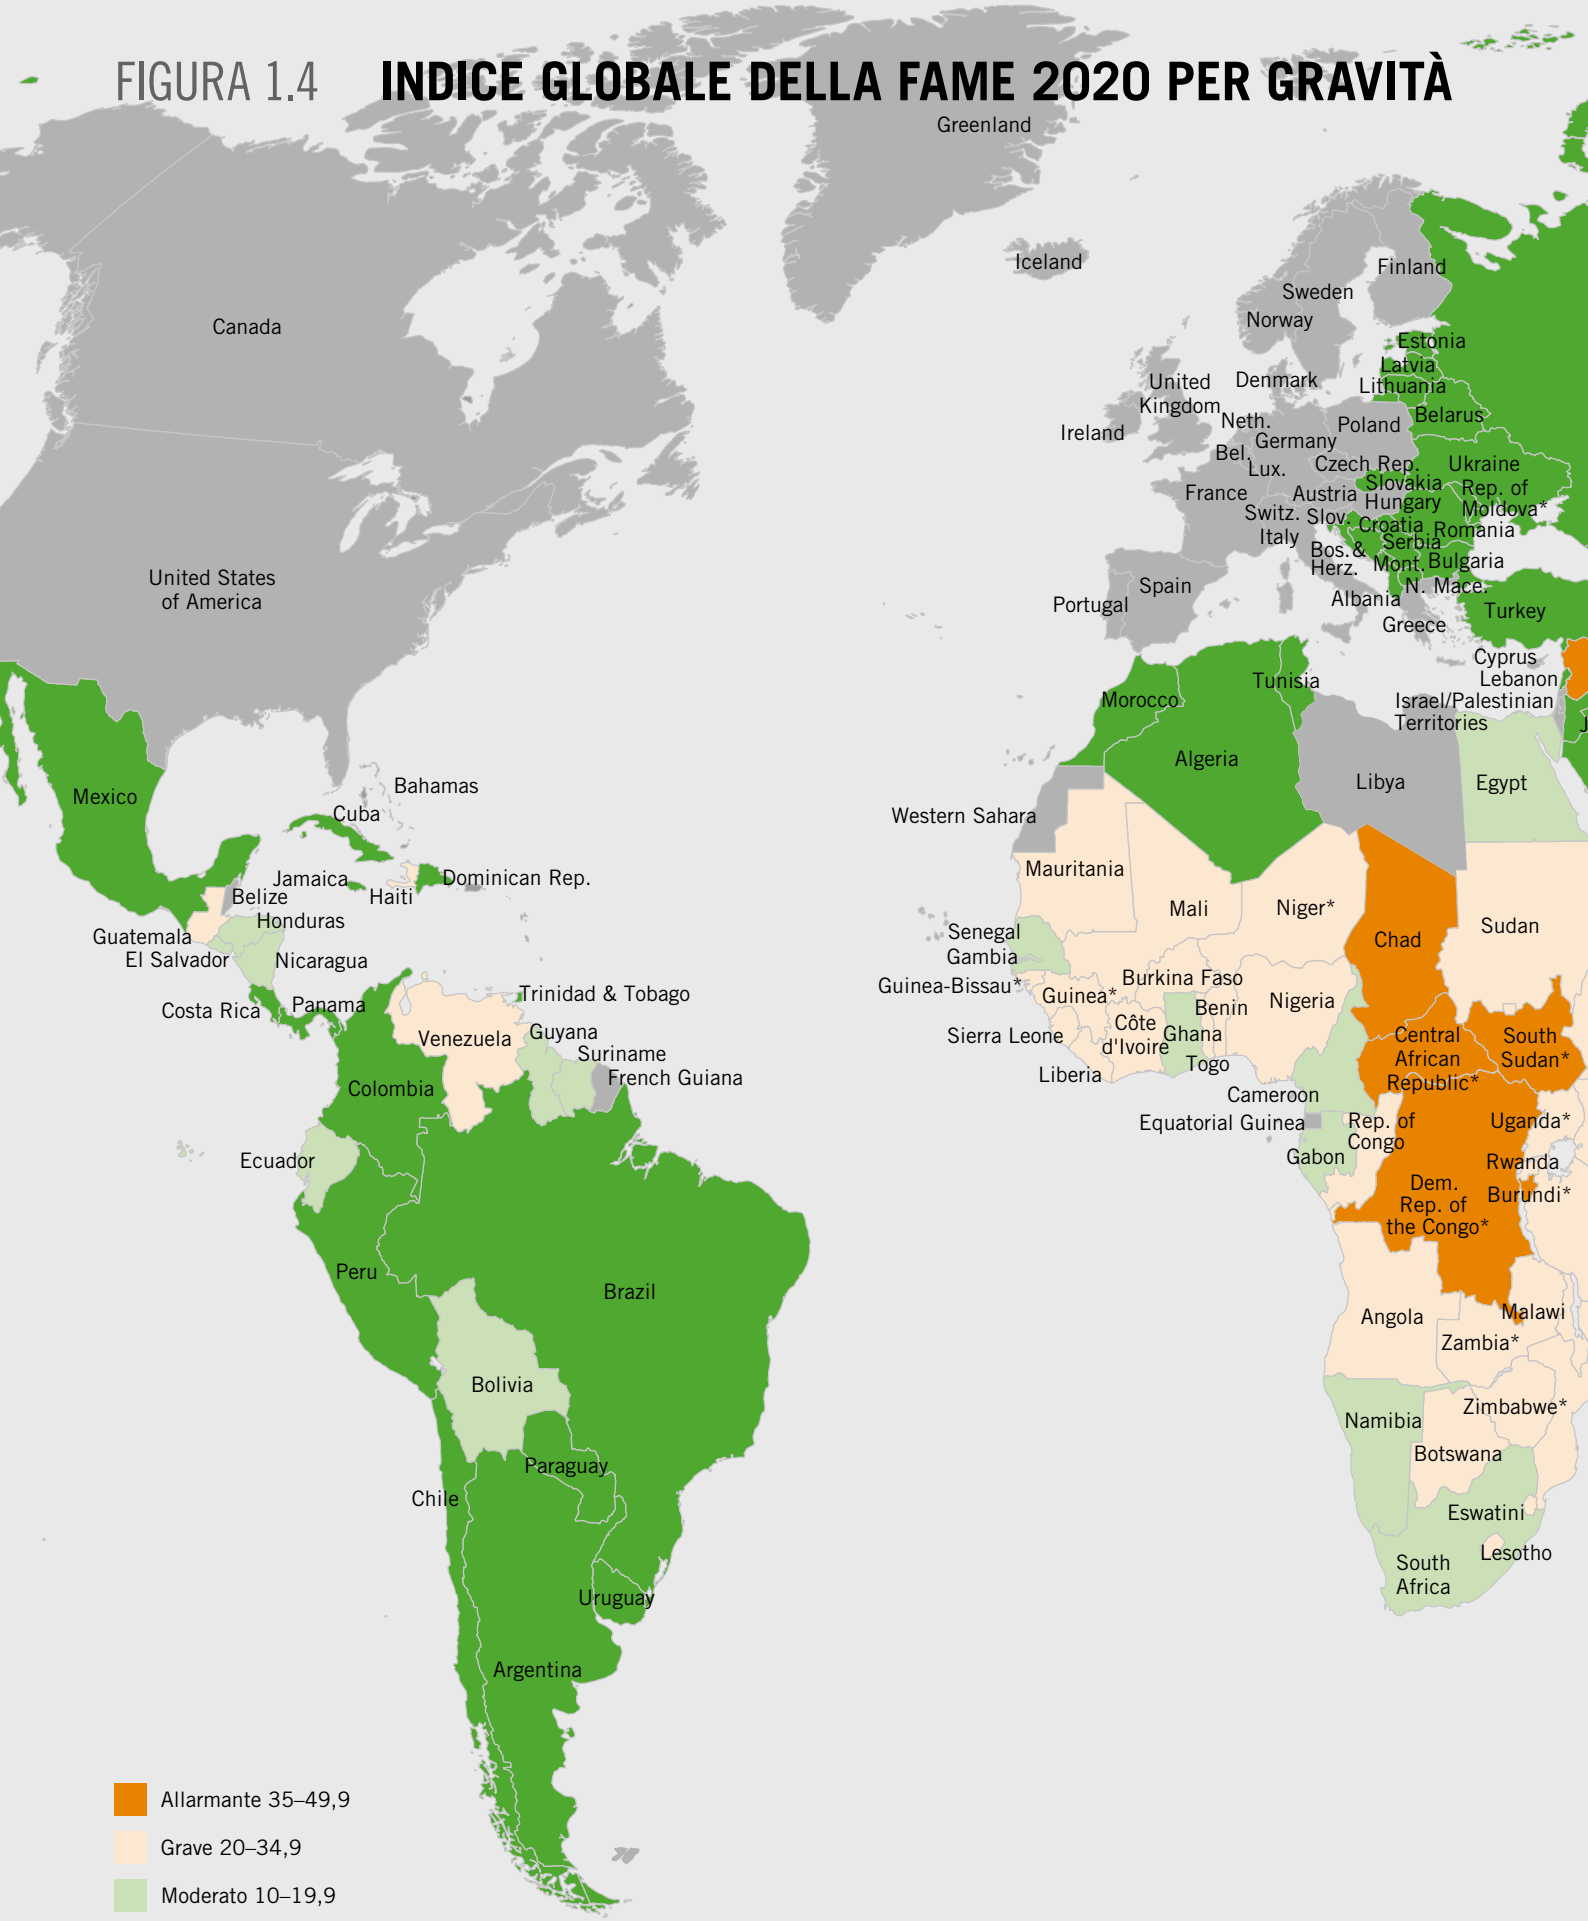 FIGURA 1.4 INDICE GLOBALE DELLA FAME 2020 PER GRAVITÀ
Greenland
Iceland
Finland
Sweden
Norway
Canada
Estonia
Latvia
Lithuania
Denmark
United
Kingdom
Belarus
Neth.
Poland
Ireland
Germany
Bel.
Lux.
Czech Rep.
Ukraine
Slovakia
France
Austria
Hungary
Rep. of
Moldova*
Switz.
Slov.
Croatia
Romania
Italy
Serbia
Bos.&
Herz.
Mont.
Bulgaria
United States
of America
Spain
N. Mace.
Portugal
Albania
Turkey
Greece
Cyprus
Lebanon
Israel/Palestinian
Territories
J
Tunisia
Morocco
Algeria
Libya
Egypt
Mexico
Bahamas
Cuba
Western Sahara
Mauritania
Jamaica
Haiti
Dominican Rep.
Belize
Honduras
Guatemala
El Salvador
Nicaragua
Mali
Niger*
Chad
Sudan
Senegal
Gambia
Guinea-Bissau*
Guinea*
Burkina Faso
Benin
Nigeria
Costa Rica
Panama
Trinidad & Tobago
Venezuela
Guyana
Suriname
French Guiana
Sierra Leone
Côte
d'Ivoire
Ghana
Togo
Liberia
Central
African
Republic*
South
Sudan*
Colombia
Cameroon
Equatorial Guinea
Rep. of
Congo
Uganda*
Ecuador
Gabon
Rwanda
Dem.
Rep. of
the Congo*
Burundi*
Peru
Brazil
Angola
Malawi
Zambia*
Bolivia
Zimbabwe*
Namibia
Botswana
Paraguay
Chile
Eswatini
South
Africa
Lesotho
Uruguay
Argentina
Allarmante 35–49,9
Grave 20–34,9
Moderato 10–19,9